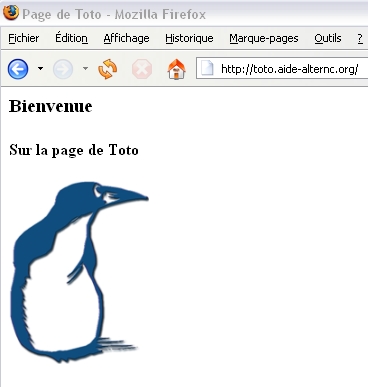 Page de Toto - Mozilla Firefox
Fichier Édition Affichage Historique Marque-pages Outils ?
http://toto.aide-alternc.org/
Bienvenue
Sur la page de Toto